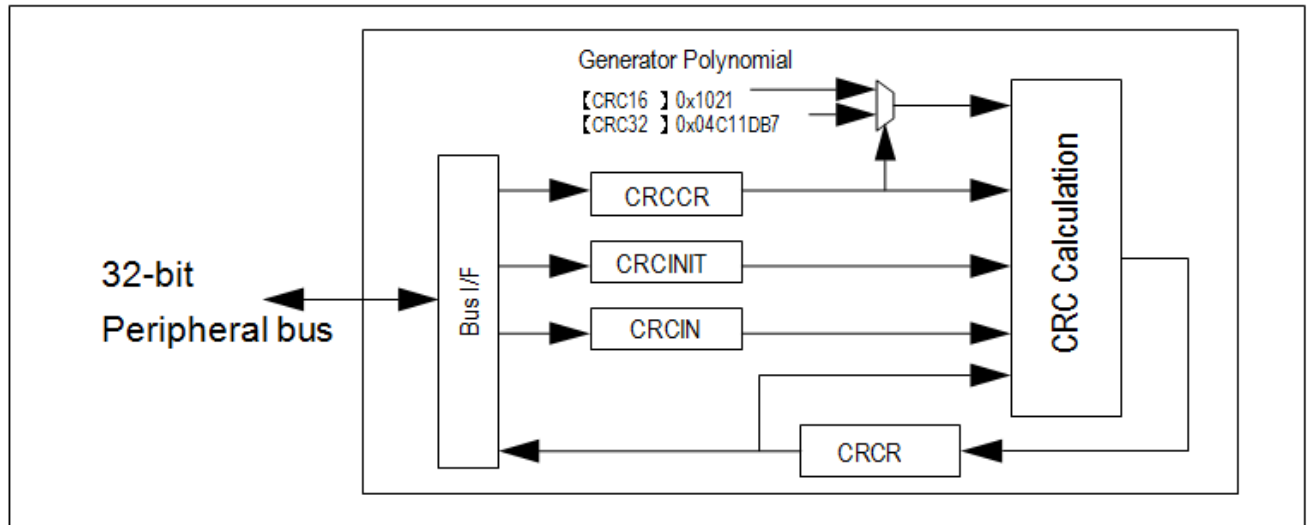 Generator Polynomial
【CRC16 】0x1021
【CRC32 】0x04C11DB7
CRCCR
CRCINIT
CRCIN
CRCR
32-bit
Peripheral bus
Bus I/F
CRC Calculation